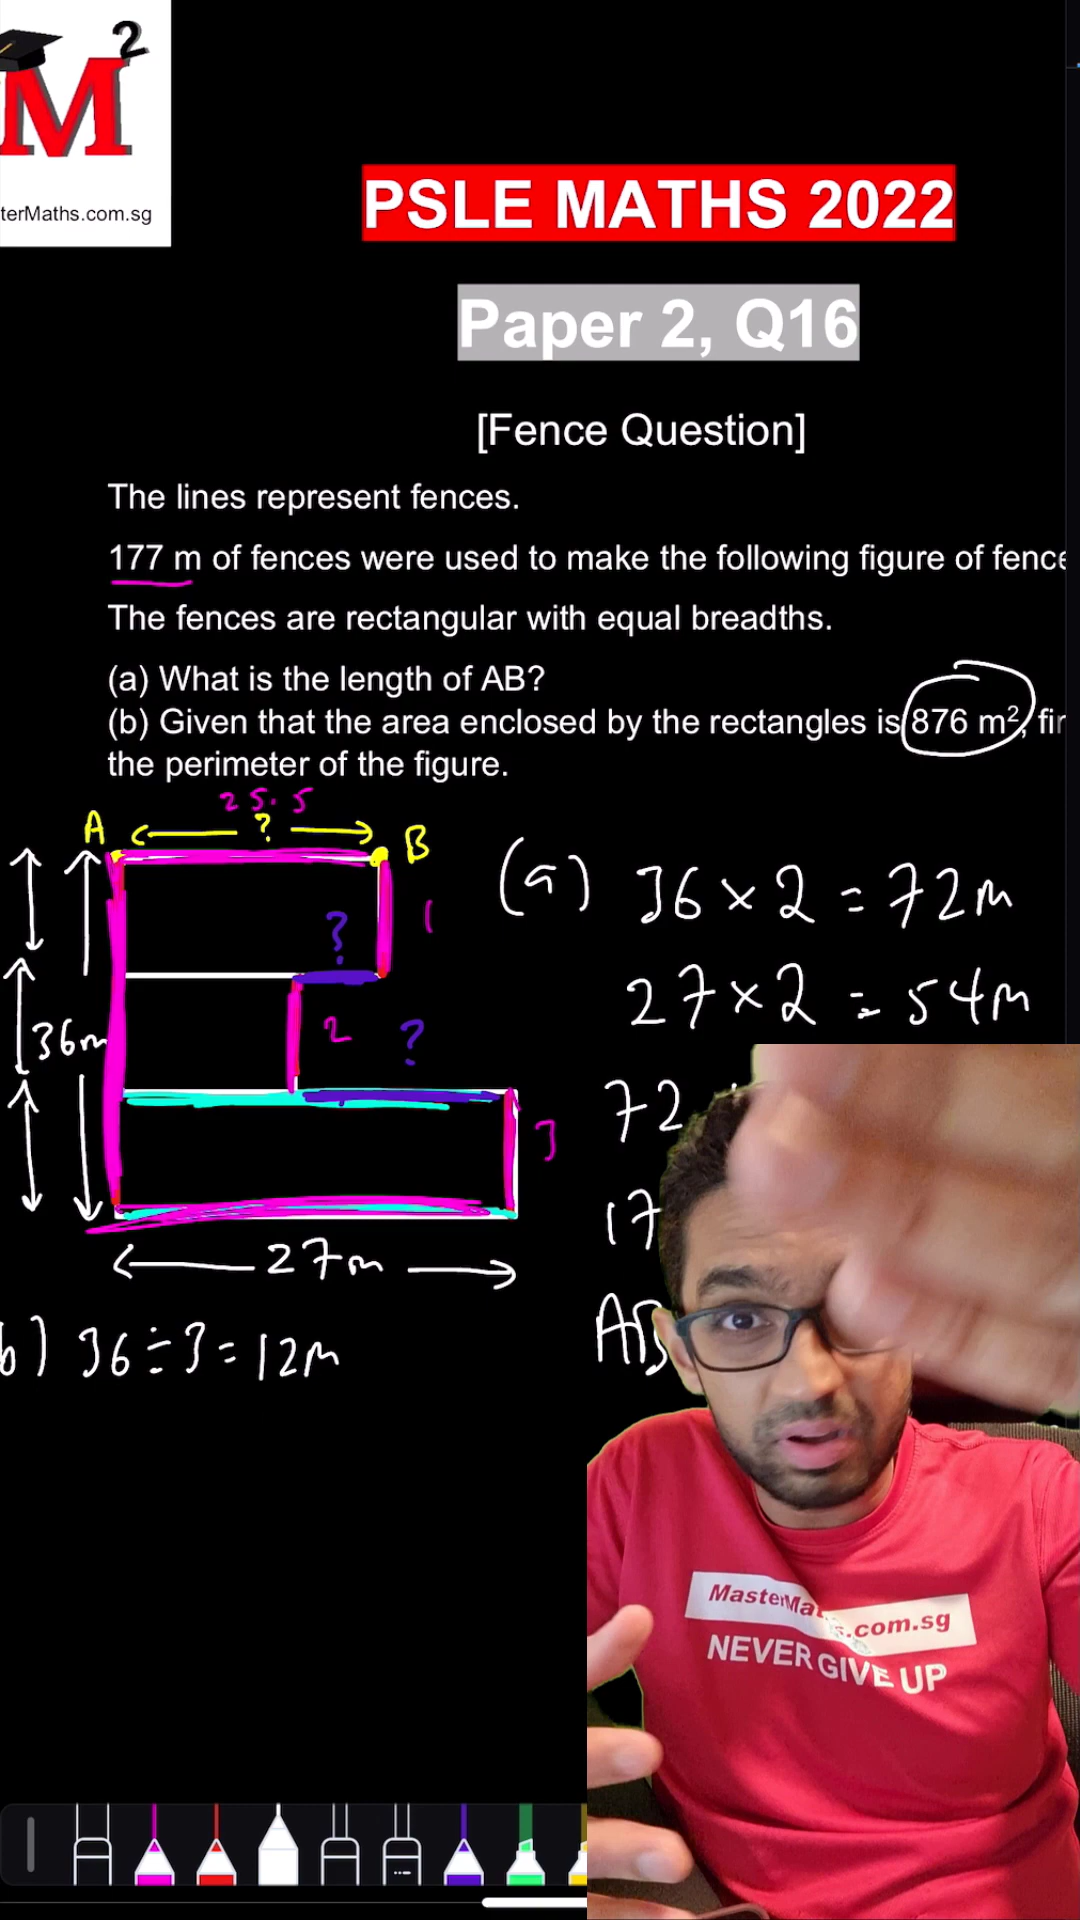 M²
terMaths.com.sg
PSLE MATHS 2022
Paper 2, Q16
[Fence Question]
The lines represent fences.
177 m of fences were used to make the following figure of fence
The fences are rectangular with equal breadths.
(a) What is the length of AB?
(b) Given that the area enclosed by the rectangles is 876 m², fin
the perimeter of the figure.
25.5
A ? B
? 1
36m 2 ?
3
27m
(a) 36 × 2 = 72m
27 × 2 = 54m
72
17
AB
b) 36 ÷ 3 = 12m
MasterMa .com.sg
NEVER GIVE UP